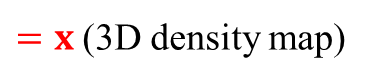 = x (3D density map)